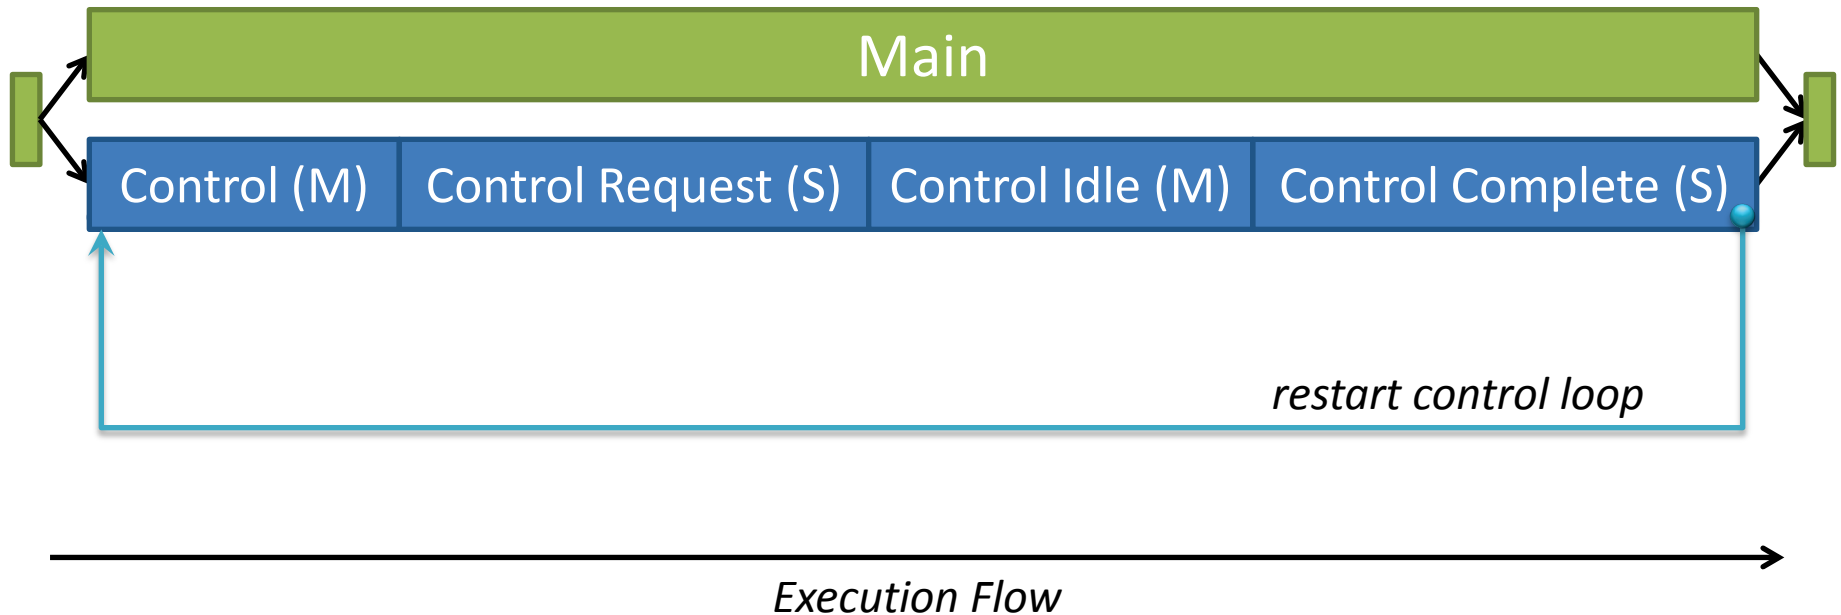 Main
Control (M)
Control Request (S)
Control Idle (M)
Control Complete (S)
restart control loop
Execution Flow